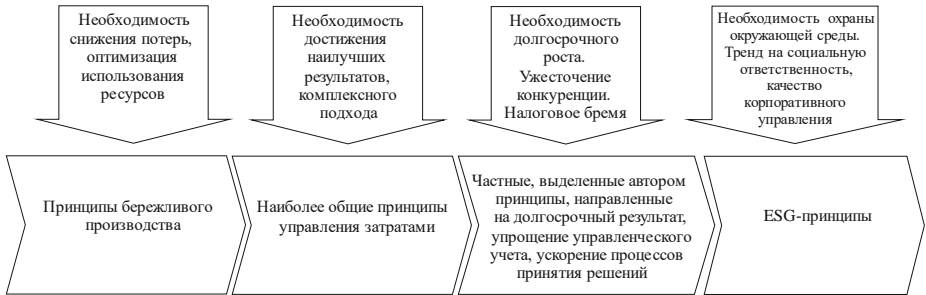 Необходимость
снижения потерь,
оптимизация
использования
ресурсов
Необходимость
достижения
наилучших
результатов,
комплексного
подхода
Необходимость
долгосрочного
роста.
Ужесточение
конкуренции.
Налоговое бремя
Необходимость охраны
окружающей среды.
Тренд на социальную
ответственность,
качество
корпоративного
управления
Принципы бережливого
производства
Наиболее общие принципы
управления затратами
Частные, выделенные автором
принципы, направленные
на долгосрочный результат,
упрощение управленческого
учета, ускорение процессов
принятия решений
ESG-принципы